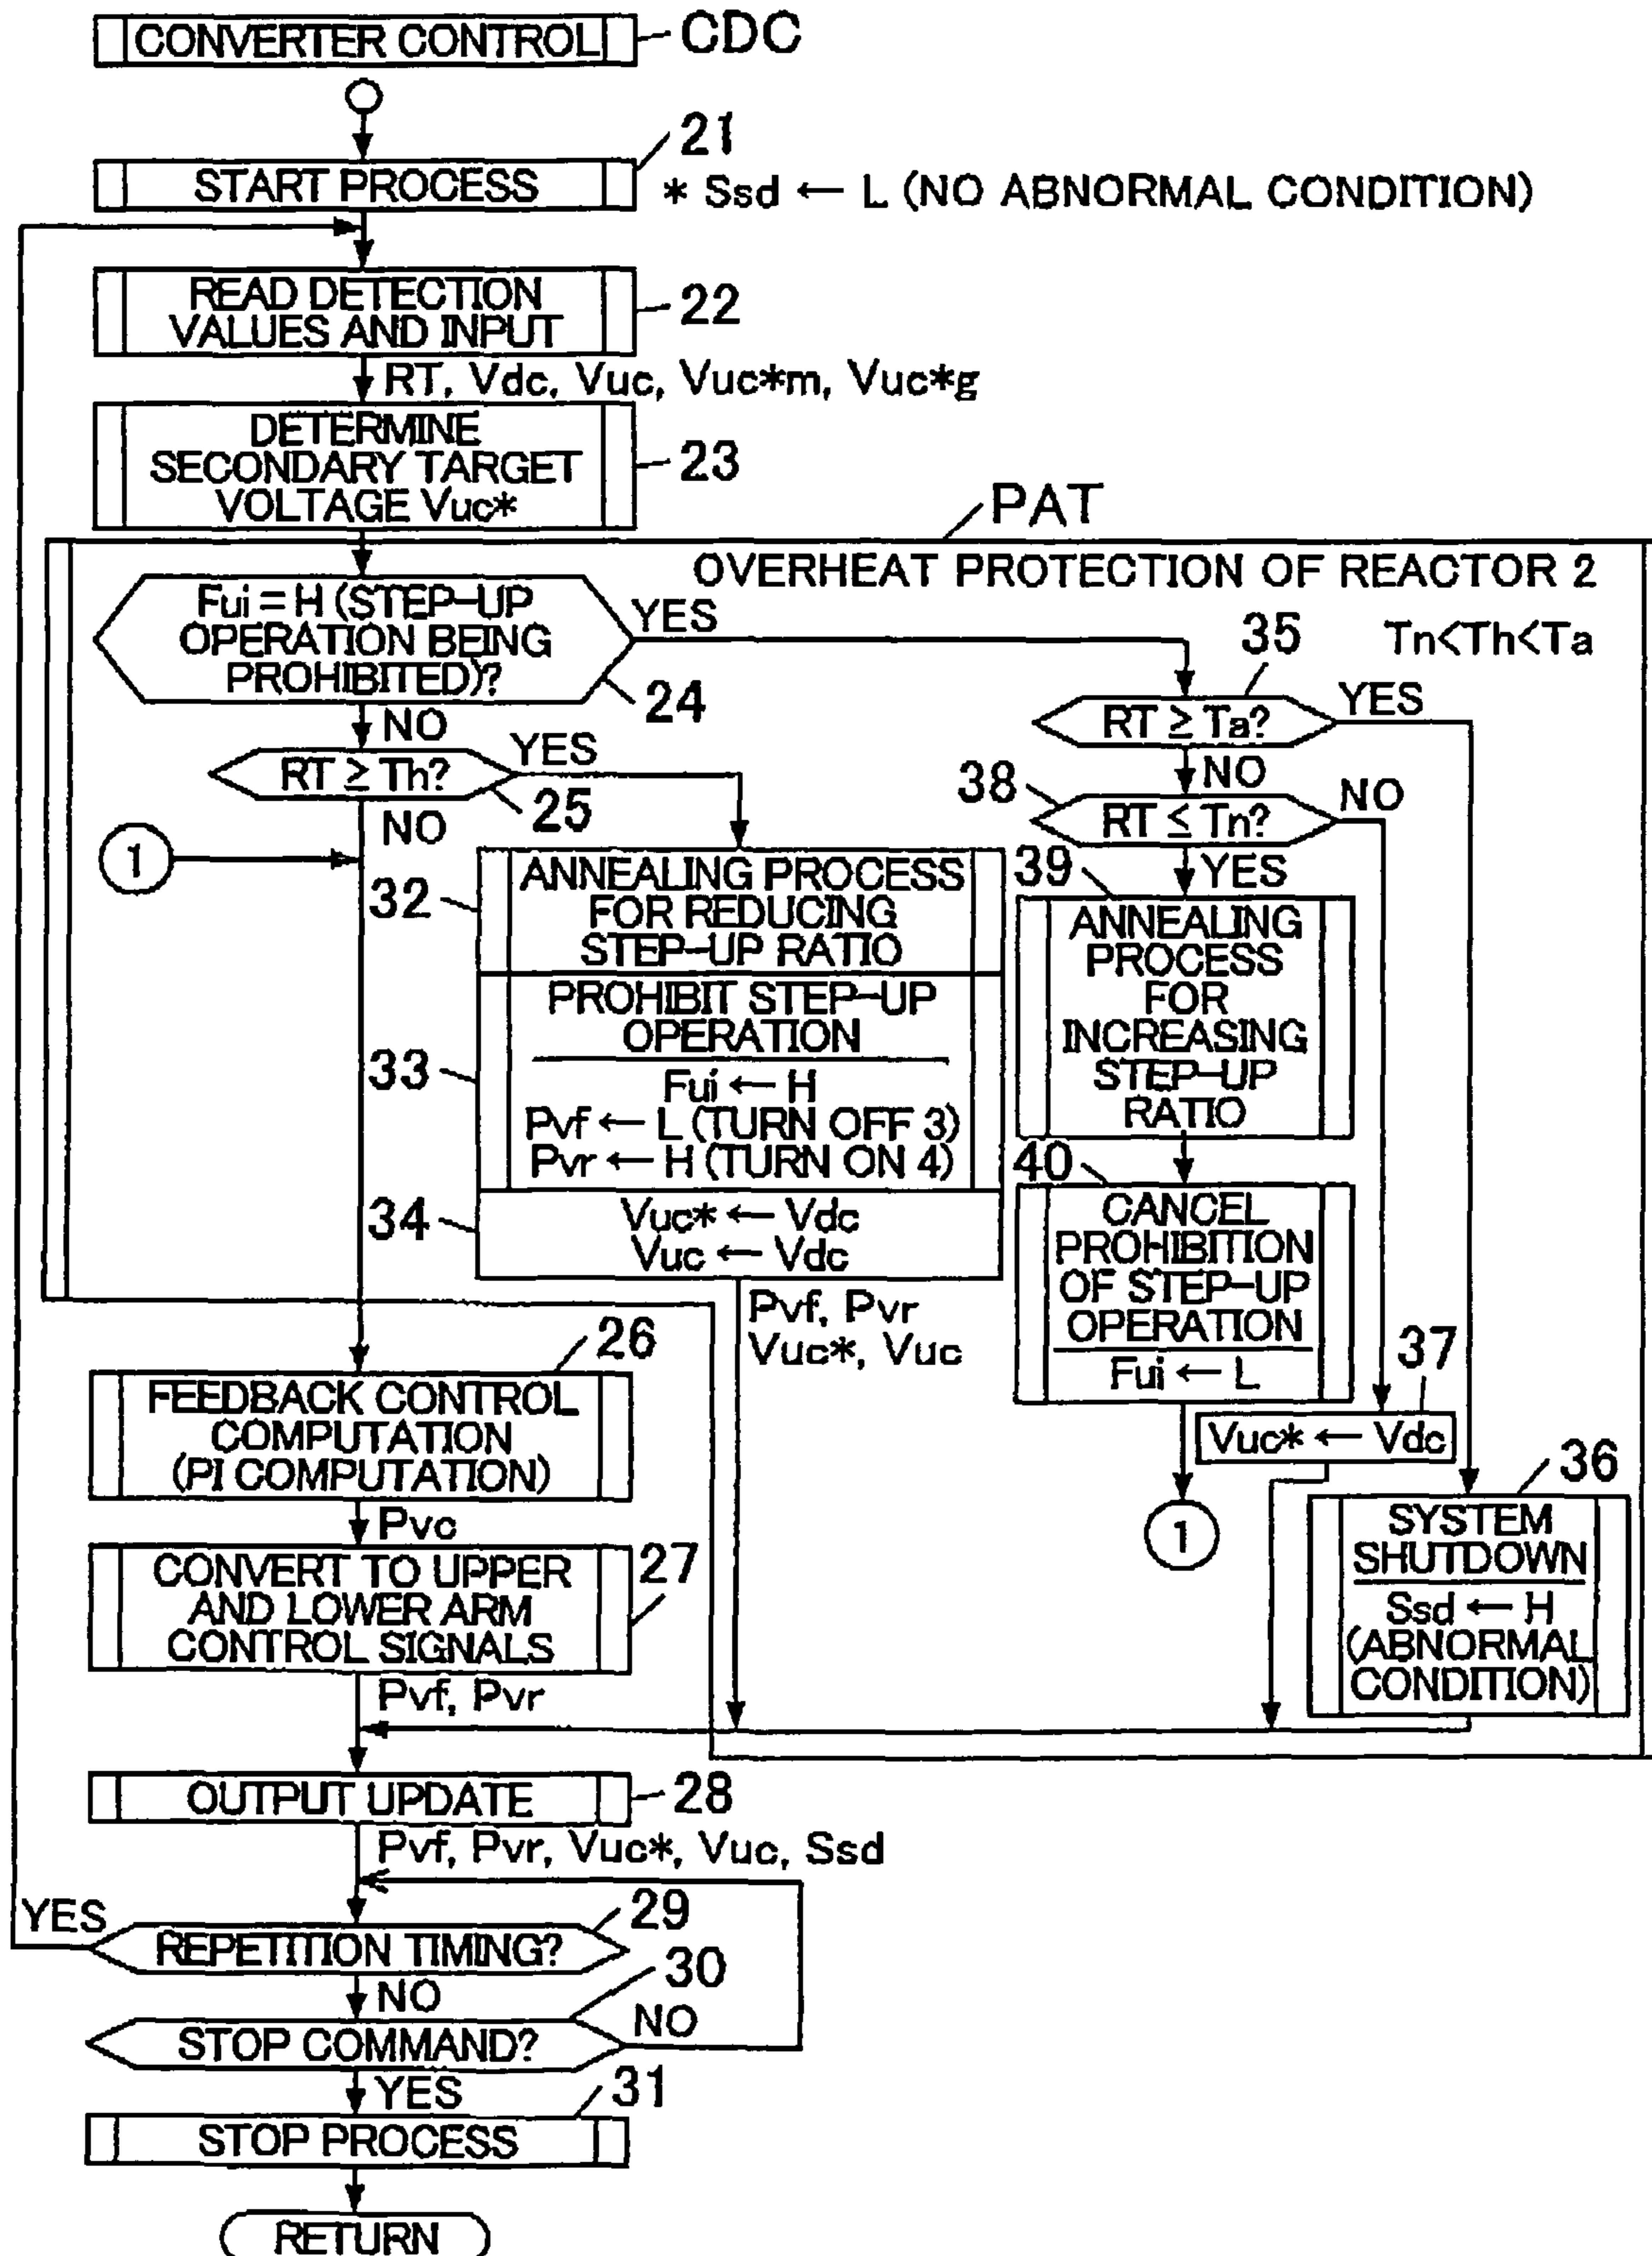 CONVERTER CONTROL
CDC
START PROCESS
21
* Ssd ← L (NO ABNORMAL CONDITION)
READ DETECTION
VALUES AND INPUT
22
RT, Vdc, Vuc, Vuc*m, Vuc*g
DETERMINE
SECONDARY TARGET
VOLTAGE Vuc*
23
PAT
OVERHEAT PROTECTION OF REACTOR 2
Fui = H (STEP-UP
OPERATION BEING
PROHIBITED)?
YES
24
NO
35
Tn<Th<Ta
RT ≥ Ta?
YES
NO
RT ≥ Th?
YES
25
NO
38
RT ≤ Tn?
NO
YES
1
32
ANNEALING PROCESS
FOR REDUCING
STEP-UP RATIO
33
PROHIBIT STEP-UP
OPERATION
Fui ← H
Pvf ← L (TURN OFF 3)
Pvr ← H (TURN ON 4)
34
Vuc* ← Vdc
Vuc ← Vdc
Pvf, Pvr
Vuc*, Vuc
39
ANNEALING
PROCESS
FOR
INCREASING
STEP-UP
RATIO
40
CANCEL
PROHIBITION
OF STEP-UP
OPERATION
Fui ← L
1
37
Vuc* ← Vdc
36
SYSTEM
SHUTDOWN
Ssd ← H
(ABNORMAL
CONDITION)
26
FEEDBACK CONTROL
COMPUTATION
(PI COMPUTATION)
Pvc
CONVERT TO UPPER
AND LOWER ARM
CONTROL SIGNALS
27
Pvf, Pvr
OUTPUT UPDATE
28
Pvf, Pvr, Vuc*, Vuc, Ssd
YES
REPETITION TIMING?
29
NO
30
STOP COMMAND?
NO
YES
31
STOP PROCESS
RETURN